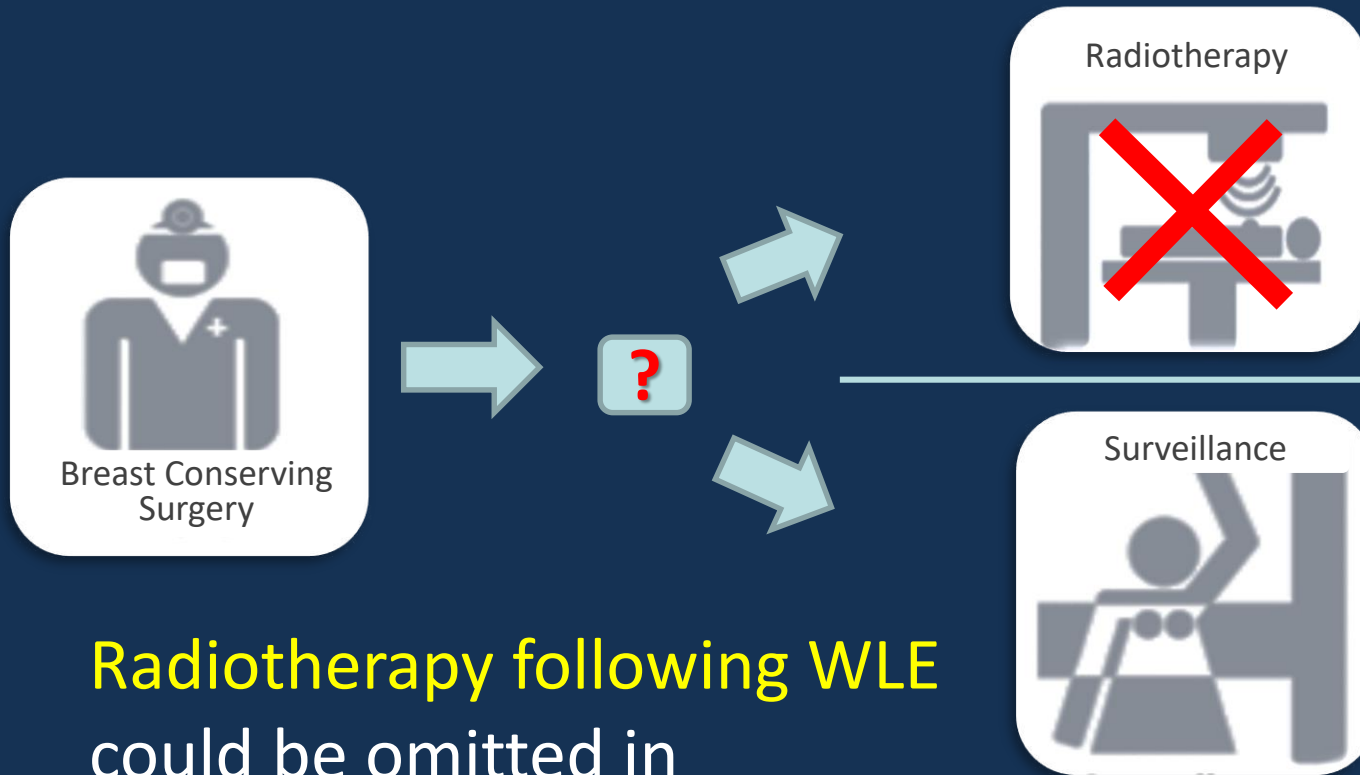 Radiotherapy
Breast Conserving
Surgery
?
Surveillance
Radiotherapy following WLE
could be omitted in